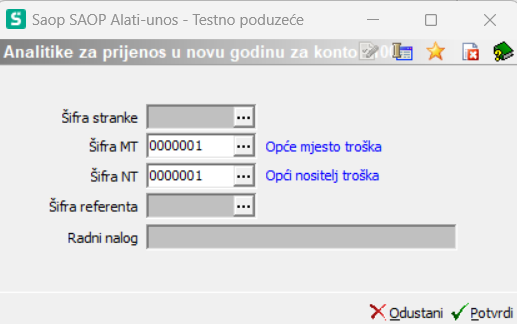 Saop SAOP Alati-unos - Testno poduzeće
Analitike za prijenos u novu godinu za konto
Šifra stranke ...
Šifra MT 0000001 ... Opće mjesto troška
Šifra NT 0000001 ... Opći nositelj troška
Šifra referenta ...
Radni nalog
Odustani Potvrdi